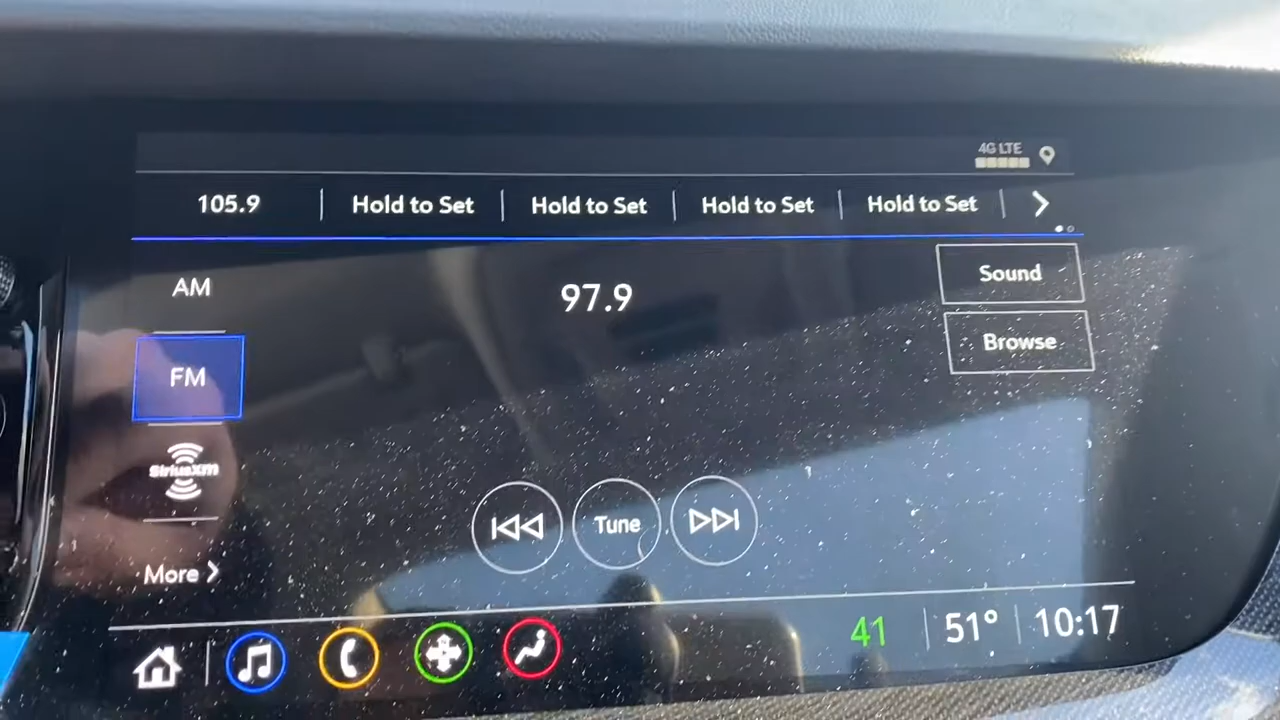 4G LTE
105.9 Hold to Set Hold to Set Hold to Set Hold to Set
AM
97.9
Sound
Browse
FM
SiriusXM
Tune
More
41 51° 10:17